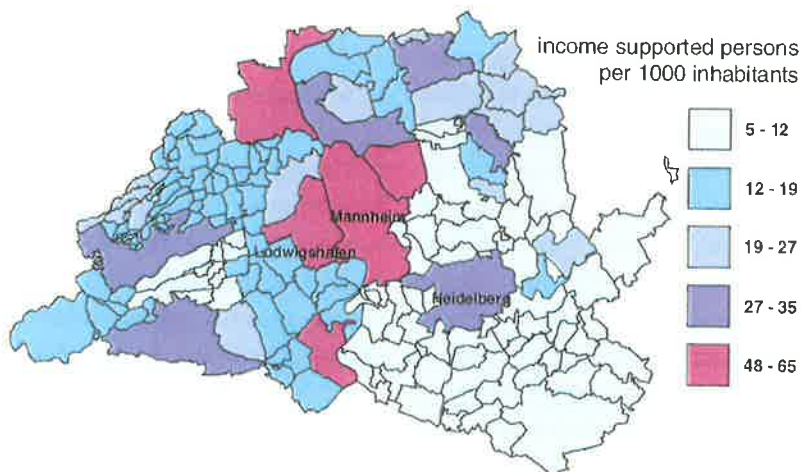 income supported persons
per 1000 inhabitants
5 - 12
12 - 19
Mannheim
19 - 27
Ludwigshafen
Heidelberg
27 - 35
48 - 65